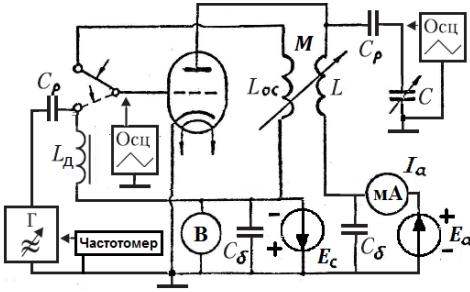 M
Осц
Cр
Cр
Lос
L
C
Осц
Lд
Iа
мА
Г
Частотомер
В
-
+
Cб
Eс
Cб
+
-
Eа